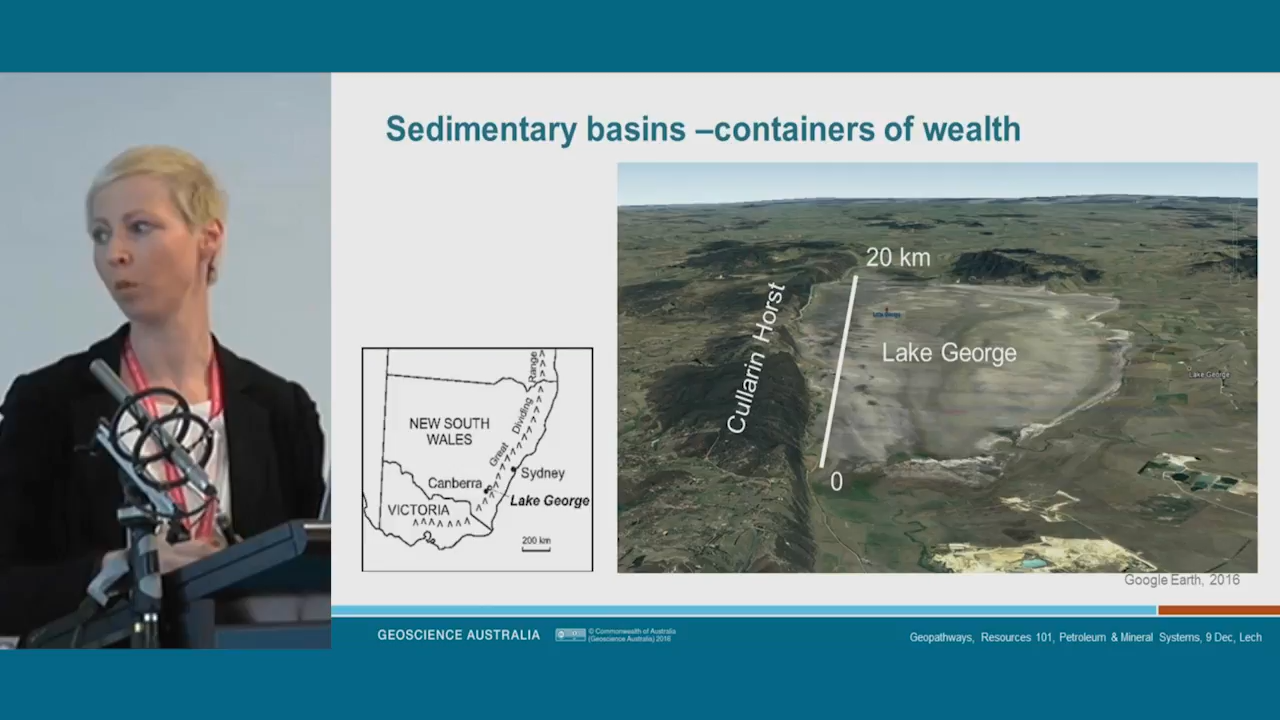 Sedimentary basins –containers of wealth
20 km
Cullarin Horst
Lake George
Lake George
0
Range
Dividing
Great
NEW SOUTH
WALES
Sydney
Canberra
Lake George
VICTORIA
200 km
Google Earth, 2016
GEOSCIENCE AUSTRALIA
© Commonwealth of Australia
(Geoscience Australia) 2016
Geopathways, Resources 101, Petroleum & Mineral Systems, 9 Dec, Lech